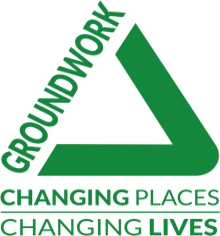 GROUNDWORK
CHANGING PLACES
CHANGING LIVES